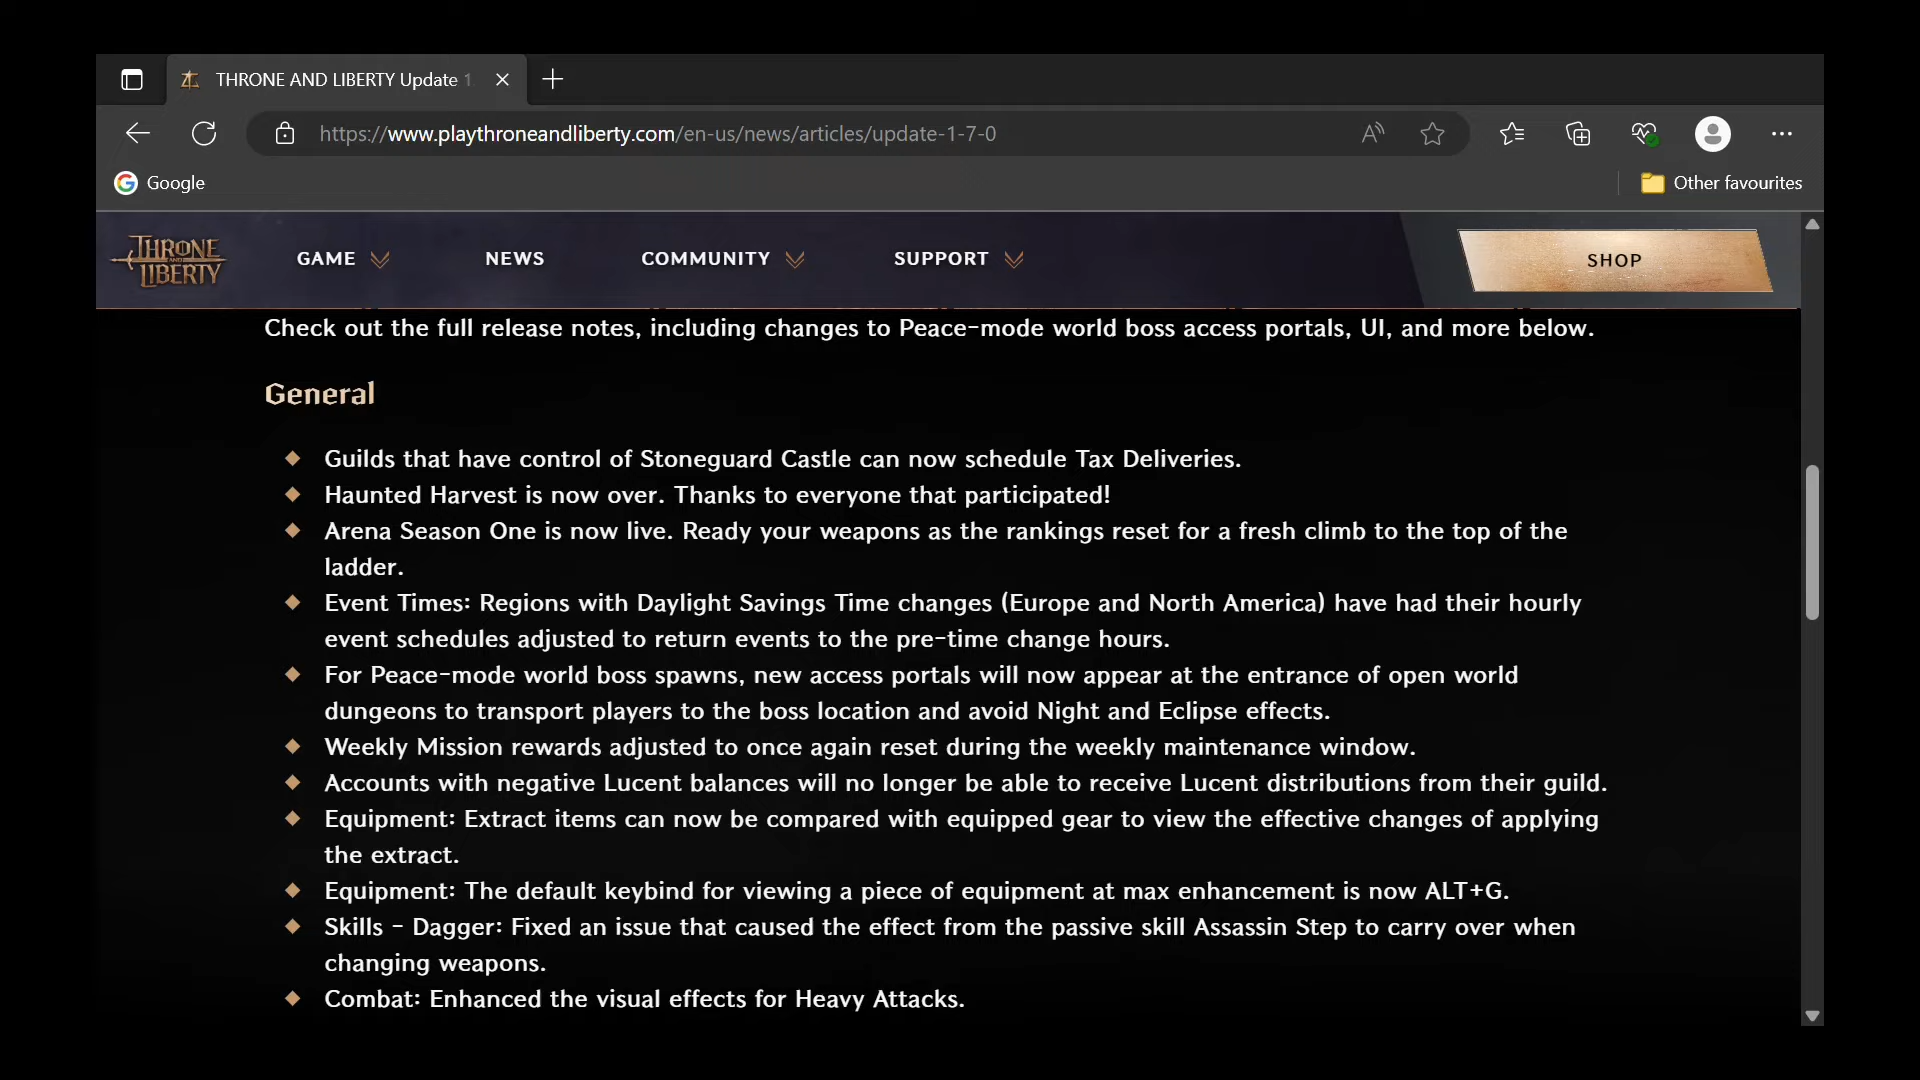 THRONE AND LIBERTY Update 1
https://www.playthroneandliberty.com/en-us/news/articles/update-1-7-0
Google
Other favourites
THRONE AND LIBERTY
GAME
NEWS
COMMUNITY
SUPPORT
SHOP
Check out the full release notes, including changes to Peace-mode world boss access portals, UI, and more below.
General
Guilds that have control of Stoneguard Castle can now schedule Tax Deliveries.
Haunted Harvest is now over. Thanks to everyone that participated!
Arena Season One is now live. Ready your weapons as the rankings reset for a fresh climb to the top of the
ladder.
Event Times: Regions with Daylight Savings Time changes (Europe and North America) have had their hourly
event schedules adjusted to return events to the pre-time change hours.
For Peace-mode world boss spawns, new access portals will now appear at the entrance of open world
dungeons to transport players to the boss location and avoid Night and Eclipse effects.
Weekly Mission rewards adjusted to once again reset during the weekly maintenance window.
Accounts with negative Lucent balances will no longer be able to receive Lucent distributions from their guild.
Equipment: Extract items can now be compared with equipped gear to view the effective changes of applying
the extract.
Equipment: The default keybind for viewing a piece of equipment at max enhancement is now ALT+G.
Skills - Dagger: Fixed an issue that caused the effect from the passive skill Assassin Step to carry over when
changing weapons.
Combat: Enhanced the visual effects for Heavy Attacks.